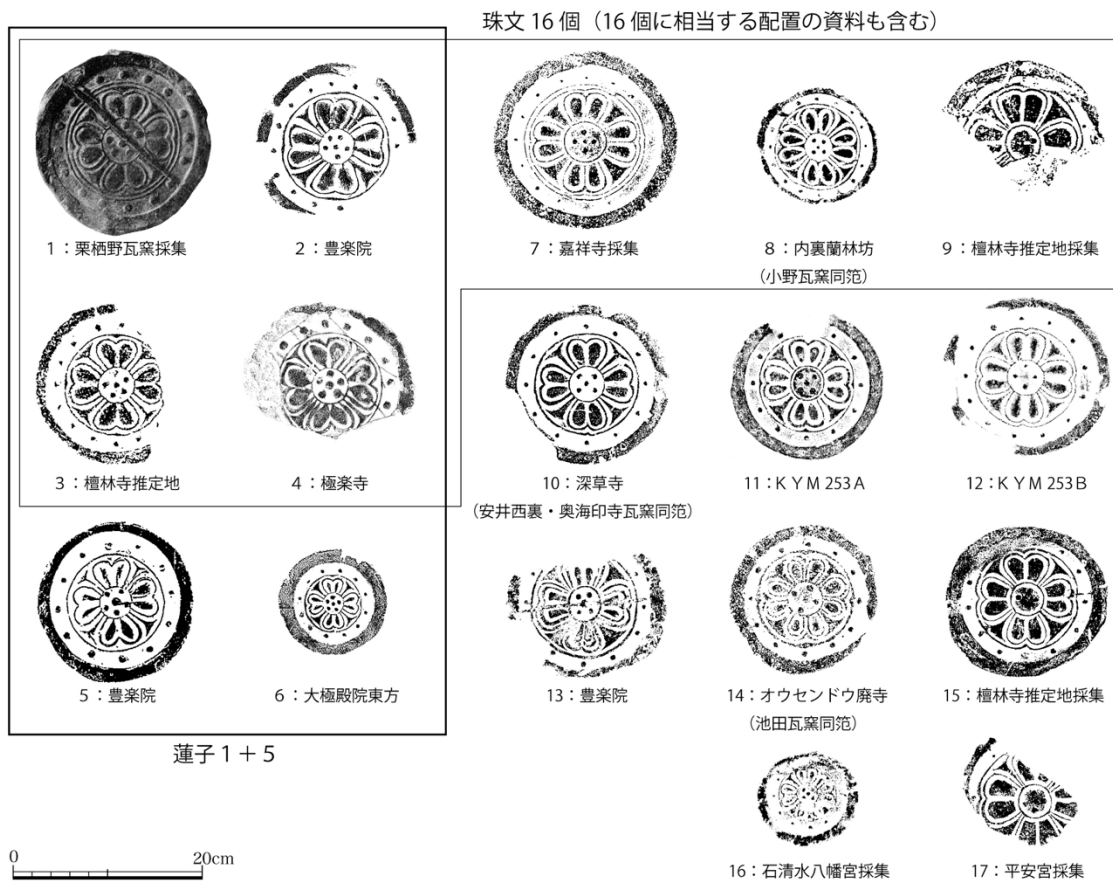 珠文 16 個（16 個に相当する配置の資料も含む）
1：栗栖野瓦窯採集
2：豊楽院
7：嘉祥寺採集
8：内裏蘭林坊
（小野瓦窯同笵）
9：檀林寺推定地採集
3：檀林寺推定地
4：極楽寺
10：深草寺
（安井西裏・奥海印寺瓦窯同笵）
11：ＫＹＭ 253Ａ
12：ＫＹＭ 253Ｂ
5：豊楽院
6：大極殿院東方
13：豊楽院
14：オウセンドウ廃寺
（池田瓦窯同笵）
15：檀林寺推定地採集
蓮子 1＋5
16：石清水八幡宮採集
17：平安宮採集
0 20cm